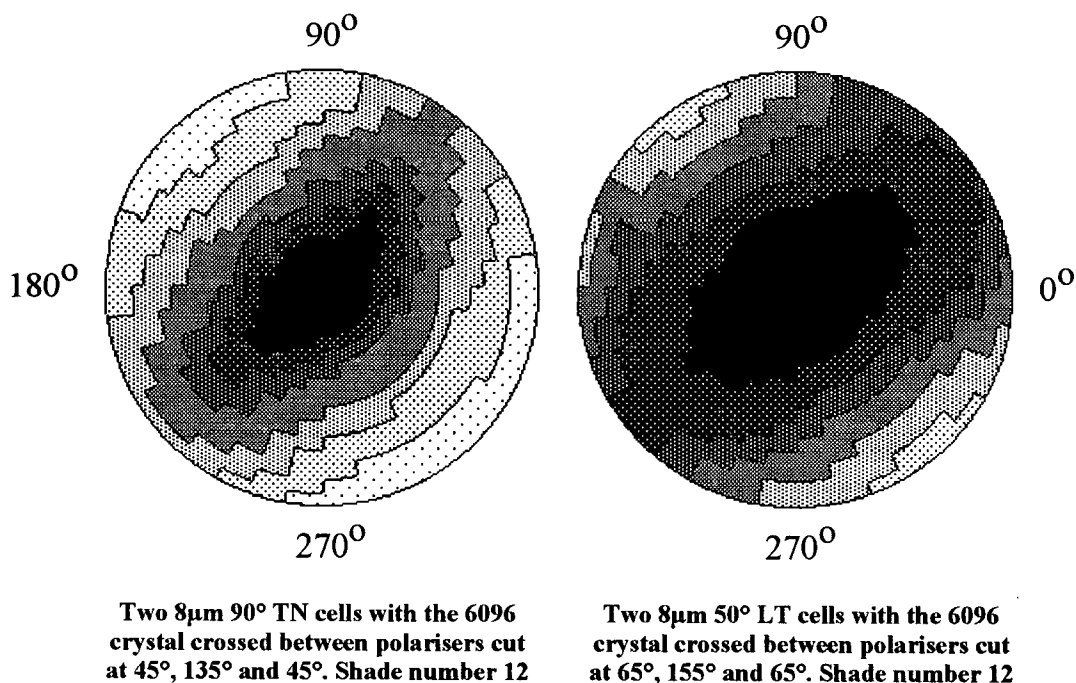 90°
90°
180°
0°
270°
270°
Two 8µm 90° TN cells with the 6096
crystal crossed between polarisers cut
at 45°, 135° and 45°. Shade number 12
Two 8µm 50° LT cells with the 6096
crystal crossed between polarisers cut
at 65°, 155° and 65°. Shade number 12